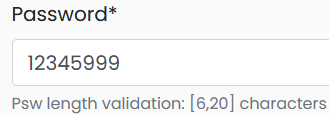 Password*
12345999
Psw length validation: [6,20] characters